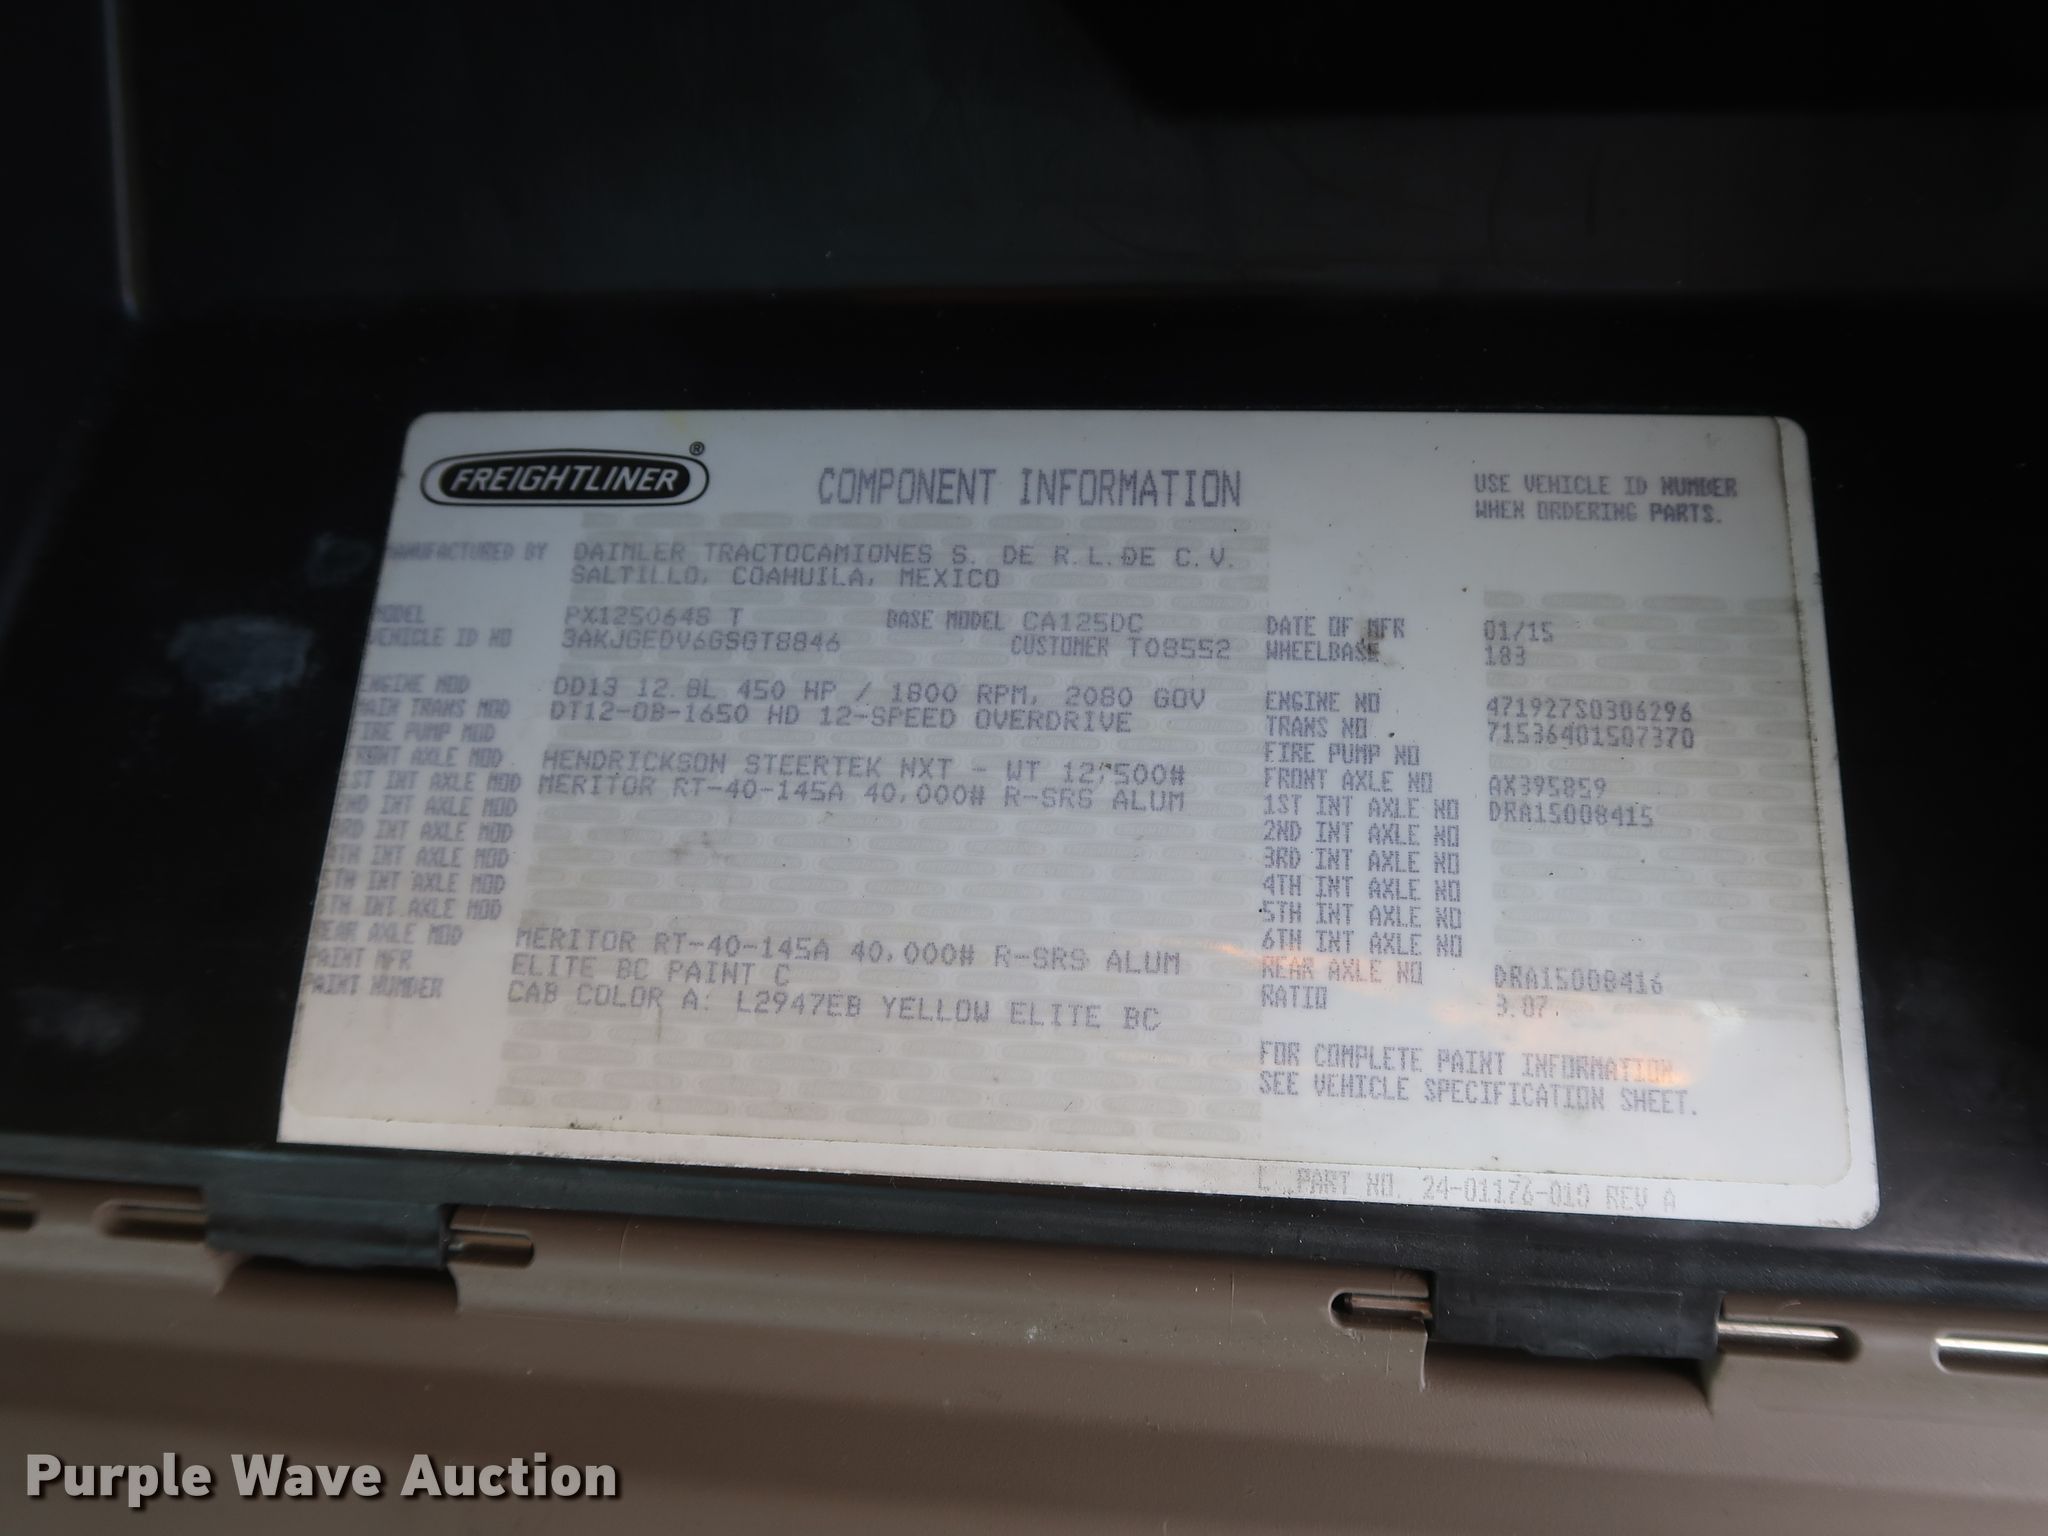 FREIGHTLINER®
COMPONENT INFORMATION
USE VEHICLE ID NUMBER
WHEN ORDERING PARTS.
MANUFACTURED BY DAIMLER TRACTOCAMIONES S. DE R.L. DE C.V.
SALTILLO, COAHUILA, MEXICO
MODEL PX125064S T BASE MODEL CA125DC DATE OF MFR 01/15
VEHICLE ID NO 3AKJGEDV6GSGT8846 CUSTOMER T08552 WHEELBASE 183
ENGINE MOD DD13 12.8L 450 HP / 1800 RPM, 2080 GOV ENGINE NO 471927S0306296
MAIN TRANS MOD DT12-OB-1650 HD 12-SPEED OVERDRIVE TRANS NO 71536401507370
FIRE PUMP MOD FIRE PUMP NO
FRONT AXLE MOD HENDRICKSON STEERTEK NXT - WT 12,500# FRONT AXLE NO AX395859
1ST INT AXLE MOD MERITOR RT-40-145A 40,000# R-SRS ALUM 1ST INT AXLE NO DRA15008415
2ND INT AXLE MOD 2ND INT AXLE NO
3RD INT AXLE MOD 3RD INT AXLE NO
4TH INT AXLE MOD 4TH INT AXLE NO
5TH INT AXLE MOD 5TH INT AXLE NO
6TH INT AXLE MOD 6TH INT AXLE NO
REAR AXLE MOD MERITOR RT-40-145A 40,000# R-SRS ALUM REAR AXLE NO DRA15008416
PAINT MFR ELITE BC PAINT C RATIO 3.07
PAINT NUMBER CAB COLOR A: L2947EB YELLOW ELITE BC
FOR COMPLETE PAINT INFORMATION
SEE VEHICLE SPECIFICATION SHEET.
PART NO. 24-01176-010 REV A
Purple Wave Auction